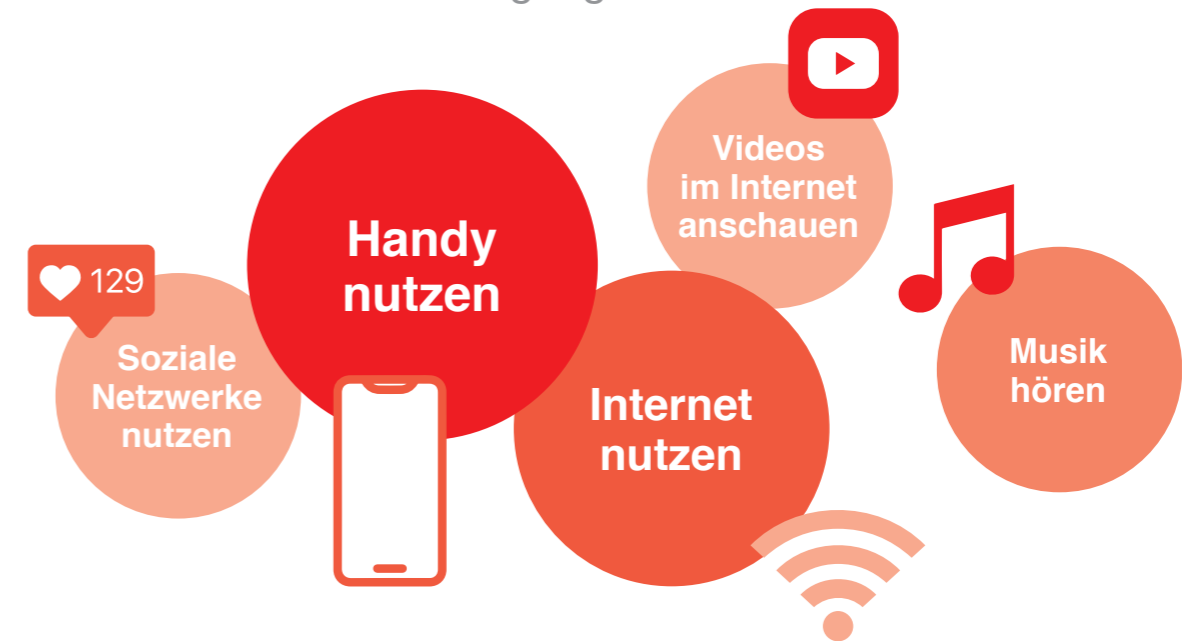 Handy
nutzen
Videos
im Internet
anschauen
129
Soziale
Netzwerke
nutzen
Internet
nutzen
Musik
hören